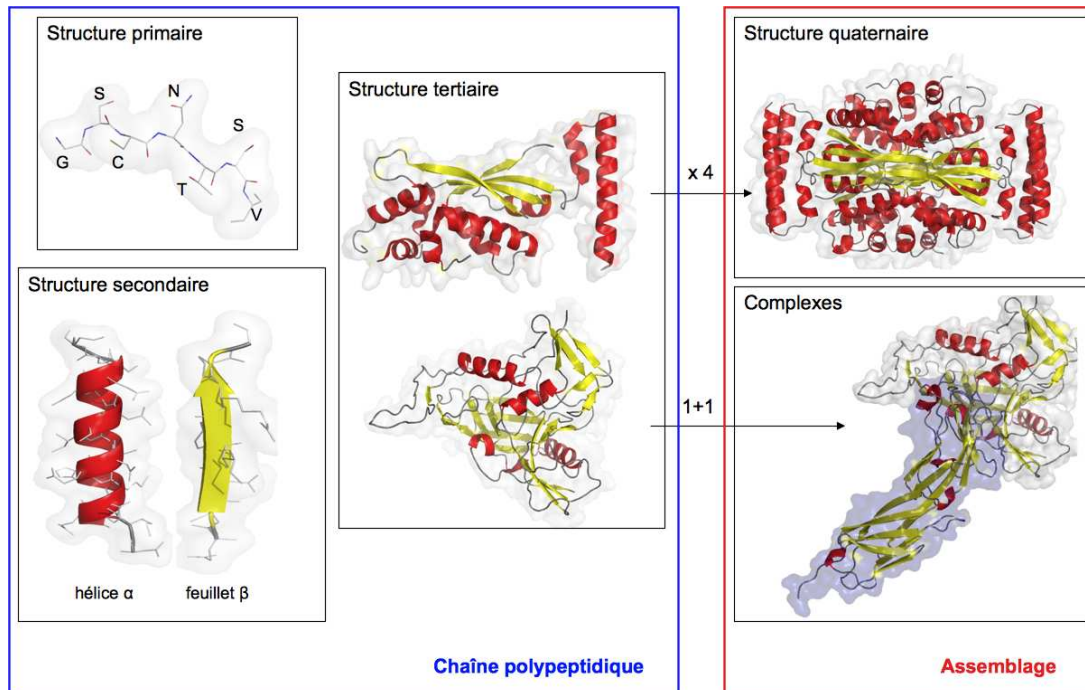 Structure primaire
S
N
S
G
C
T
V
Structure secondaire
hélice α
feuillet β
Structure tertiaire
x 4
1+1
Chaîne polypeptidique
Structure quaternaire
Complexes
Assemblage